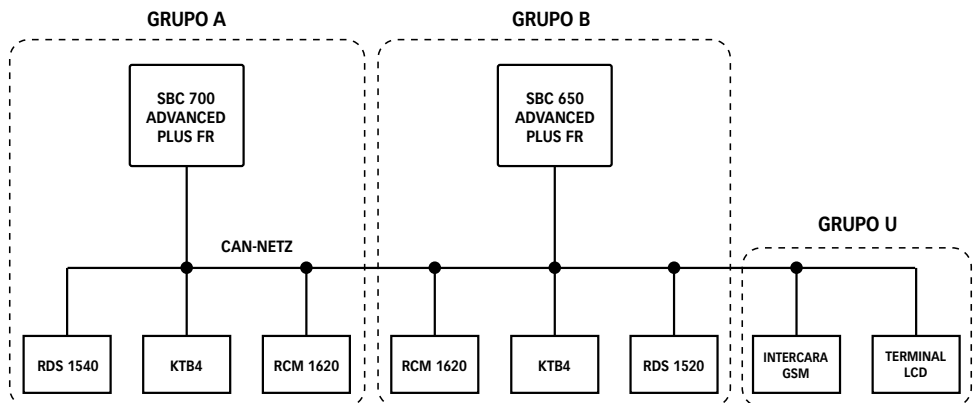 GRUPO A
GRUPO B
SBC 700
ADVANCED
PLUS FR
SBC 650
ADVANCED
PLUS FR
GRUPO U
CAN-NETZ
RDS 1540
KTB4
RCM 1620
RCM 1620
KTB4
RDS 1520
INTERCARA
GSM
TERMINAL
LCD